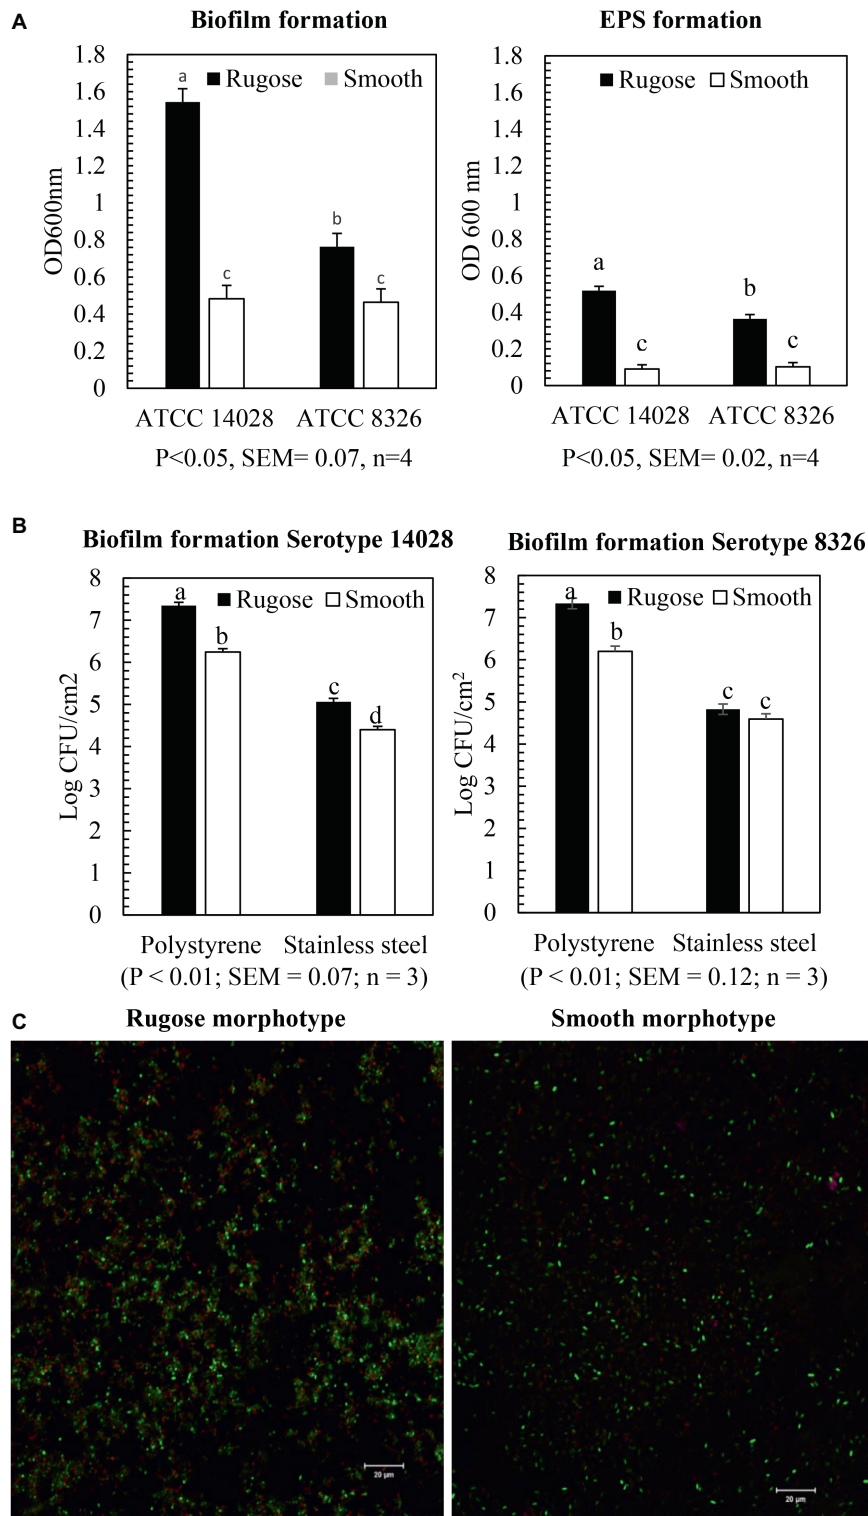 A
Biofilm formation
1.8
1.6
1.4
1.2
1
0.8
0.6
0.4
0.2
0
OD600nm
Rugose Smooth
a
c
b
c
ATCC 14028 ATCC 8326
P<0.05, SEM= 0.07, n=4
EPS formation
1.8
1.6
1.4
1.2
1
0.8
0.6
0.4
0.2
0
OD 600 nm
Rugose Smooth
a
c
b
c
ATCC 14028 ATCC 8326
P<0.05, SEM= 0.02, n=4
B
Biofilm formation Serotype 14028
8
7
6
5
4
3
2
1
0
Log CFU/cm2
Rugose Smooth
a
b
c
d
Polystyrene Stainless steel
(P < 0.01; SEM = 0.07; n = 3)
Biofilm formation Serotype 8326
8
7
6
5
4
3
2
1
0
Log CFU/cm²
Rugose Smooth
a
b
c
c
Polystyrene Stainless steel
(P < 0.01; SEM = 0.12; n = 3)
C
Rugose morphotype
20 µm
Smooth morphotype
20 µm